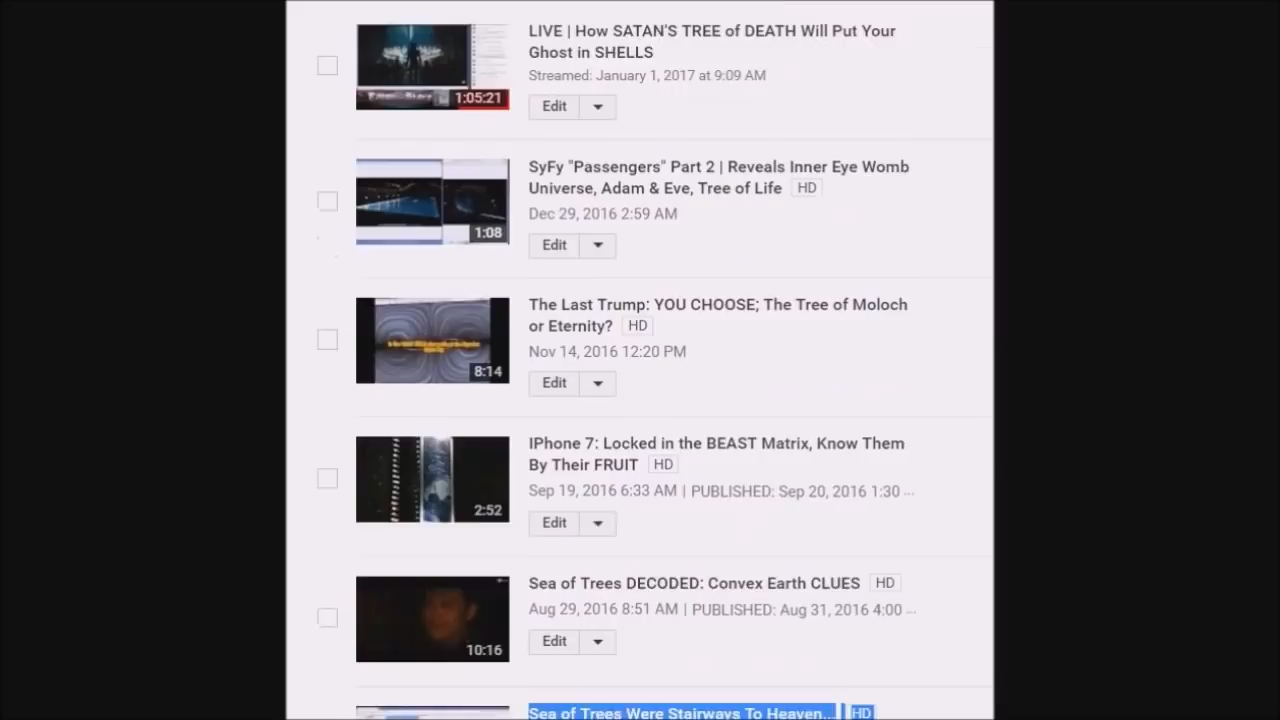 LIVE | How SATAN'S TREE of DEATH Will Put Your
Ghost in SHELLS
Streamed: January 1, 2017 at 9:09 AM
1:05:21
Edit
SyFy "Passengers" Part 2 | Reveals Inner Eye Womb
Universe, Adam & Eve, Tree of Life HD
Dec 29, 2016 2:59 AM
1:08
Edit
The Last Trump: YOU CHOOSE; The Tree of Moloch
or Eternity? HD
Nov 14, 2016 12:20 PM
8:14
Edit
IPhone 7: Locked in the BEAST Matrix, Know Them
By Their FRUIT HD
Sep 19, 2016 6:33 AM | PUBLISHED: Sep 20, 2016 1:30 ...
2:52
Edit
Sea of Trees DECODED: Convex Earth CLUES HD
Aug 29, 2016 8:51 AM | PUBLISHED: Aug 31, 2016 4:00 ...
10:16
Edit
Sea of Trees Were Stairways To Heaven... HD